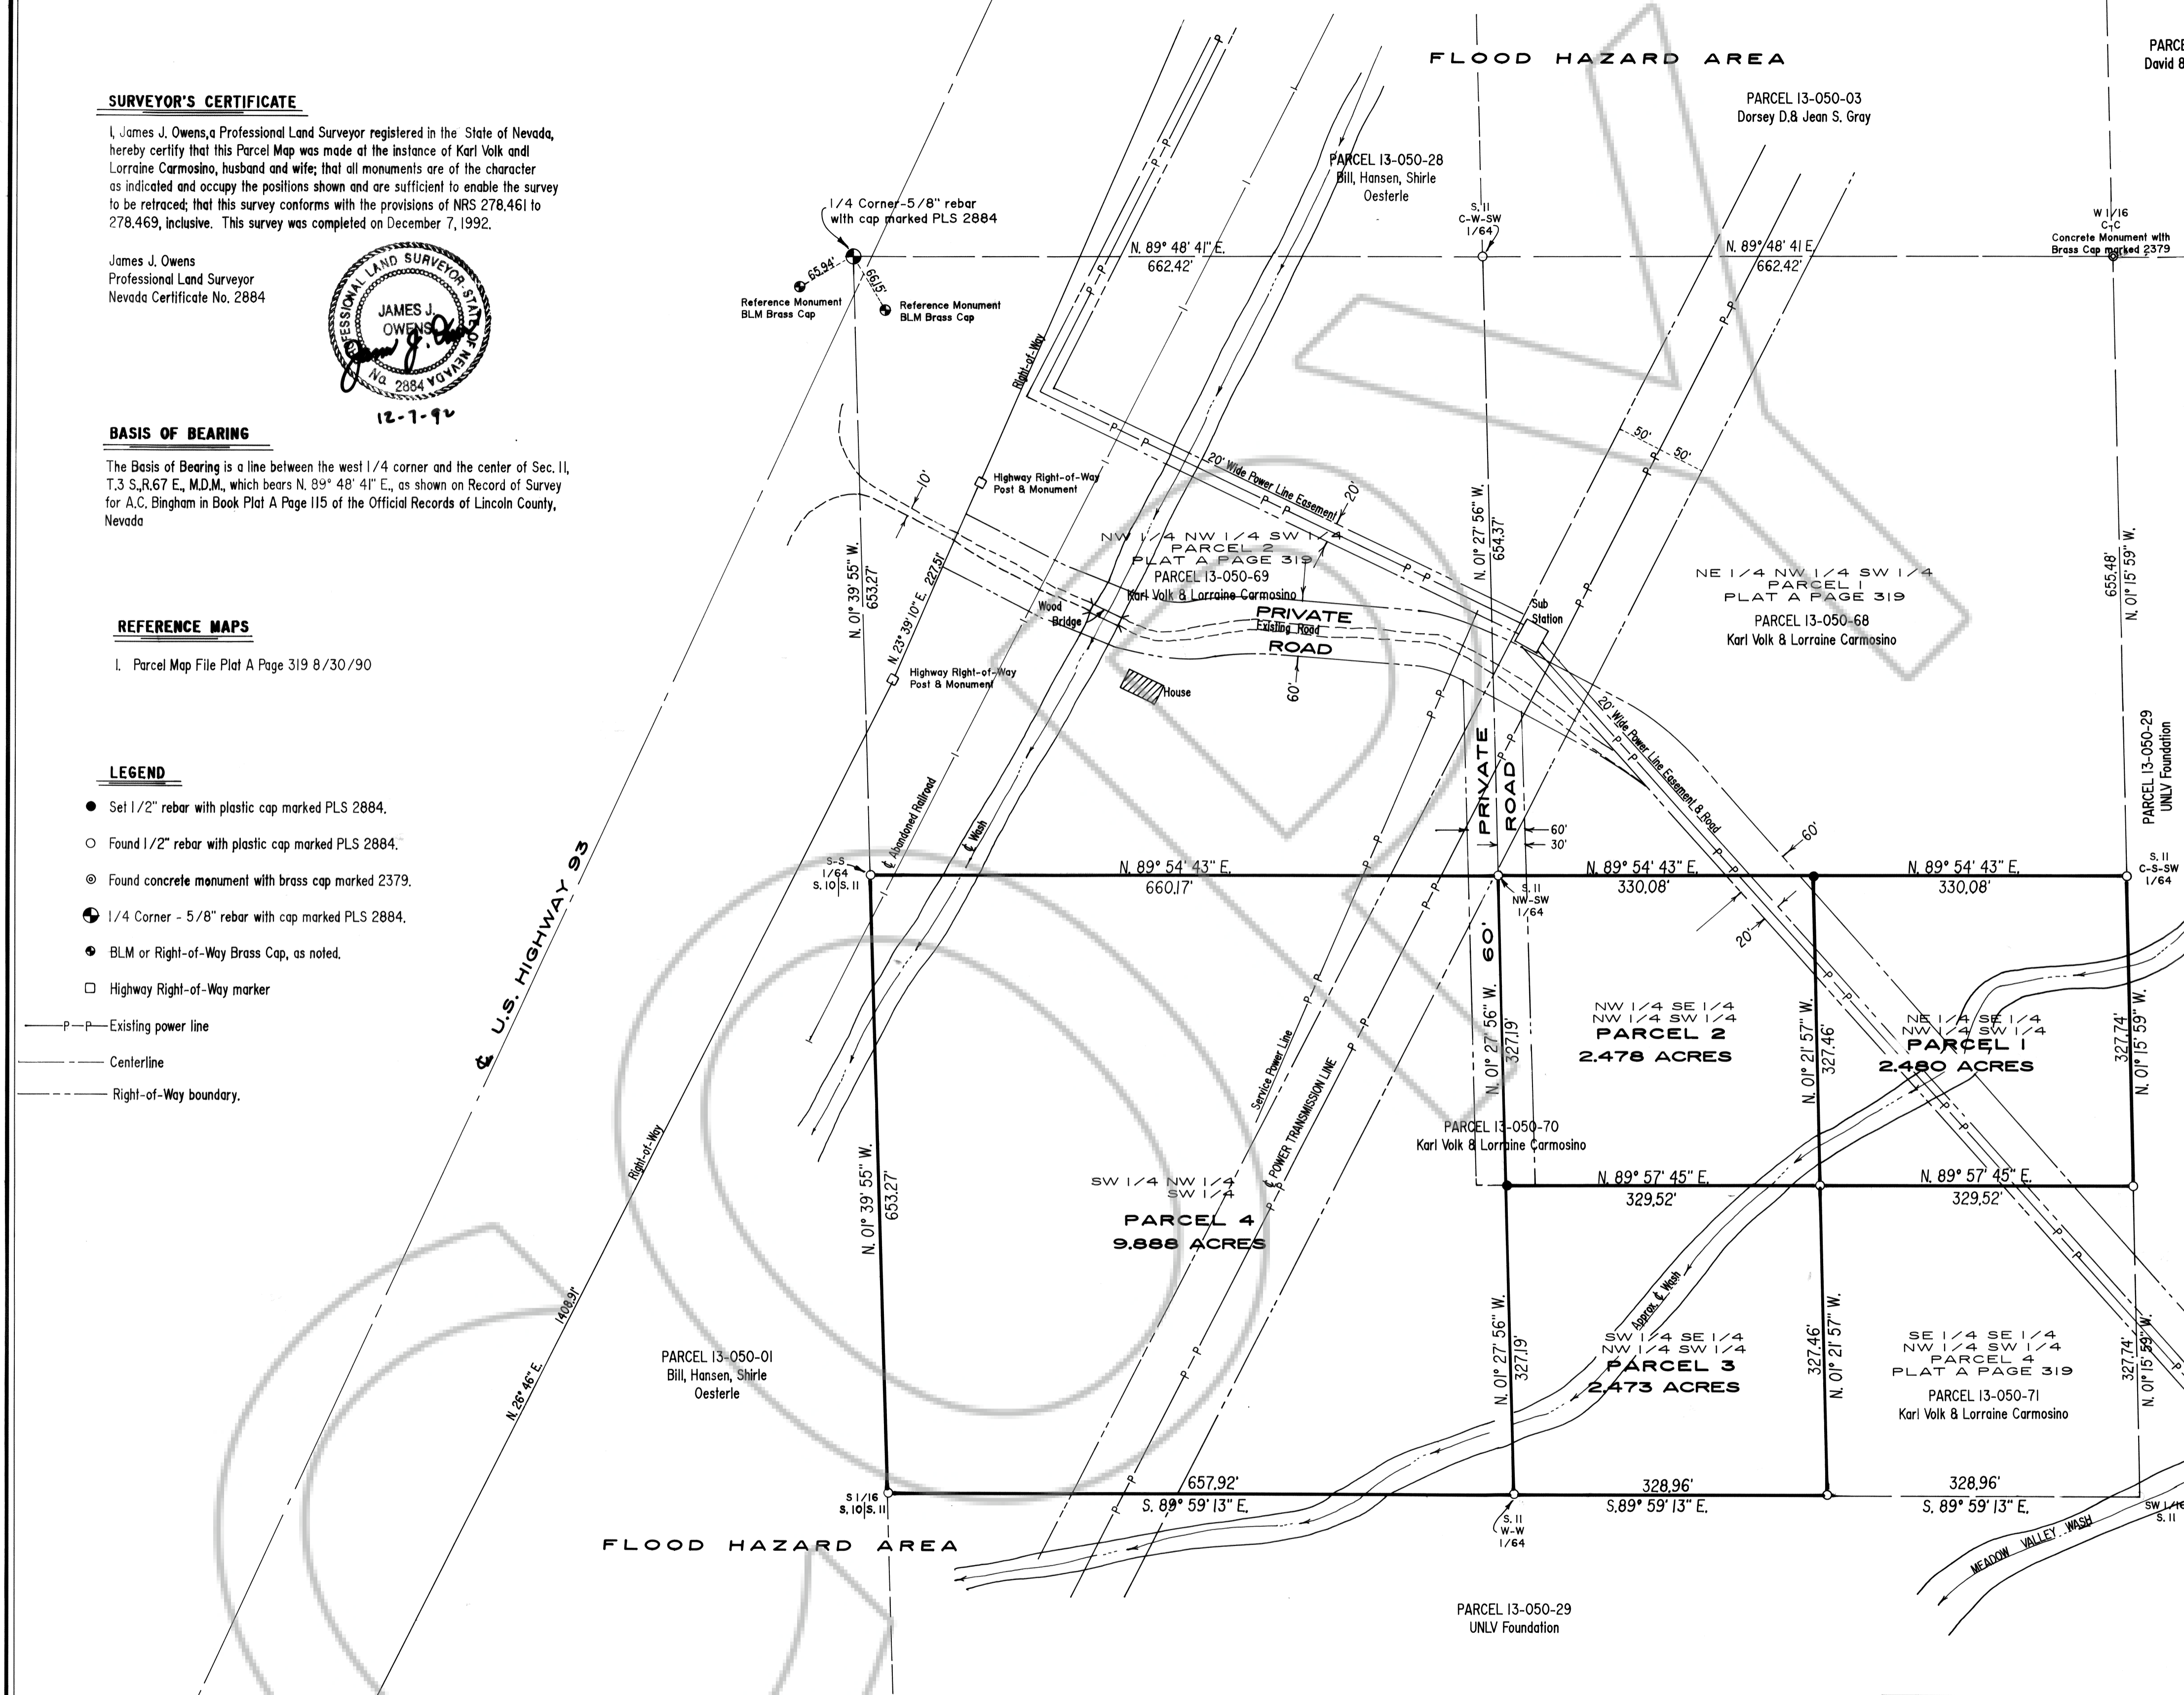 SURVEYOR'S CERTIFICATE
I, James J. Owens,a Professional Land Surveyor registered in the State of Nevada,
hereby certify that this Parcel Map was made at the instance of Karl Volk andl
Lorraine Carmosino, husband and wife; that all monuments are of the character
as indicated and occupy the positions shown and are sufficient to enable the survey
to be retraced; that this survey conforms with the provisions of NRS 278.461 to
278.469, inclusive. This survey was completed on December 7, 1992.
James J. Owens
Professional Land Surveyor
Nevada Certificate No. 2884
PROFESSIONAL LAND SURVEYOR-STATE OF NEVADA
JAMES J.
OWENS
No. 2884
12-7-92
BASIS OF BEARING
The Basis of Bearing is a line between the west 1/4 corner and the center of Sec. 11,
T.3 S.,R.67 E., M.D.M., which bears N. 89° 48' 41" E., as shown on Record of Survey
for A.C. Bingham in Book Plat A Page 115 of the Official Records of Lincoln County,
Nevada
REFERENCE MAPS
1. Parcel Map File Plat A Page 319 8/30/90
LEGEND
Set 1/2" rebar with plastic cap marked PLS 2884.
Found 1/2" rebar with plastic cap marked PLS 2884.
Found concrete monument with brass cap marked 2379.
1/4 Corner - 5/8" rebar with cap marked PLS 2884.
BLM or Right-of-Way Brass Cap, as noted.
Highway Right-of-Way marker
P-P Existing power line
Centerline
Right-of-Way boundary.
FLOOD HAZARD AREA
PARCE
David &
PARCEL 13-050-03
Dorsey D.& Jean S. Gray
PARCEL 13-050-28
Bill, Hansen, Shirle
Oesterle
1/4 Corner-5/8" rebar
with cap marked PLS 2884
65.94'
66.15'
Reference Monument
BLM Brass Cap
Reference Monument
BLM Brass Cap
N. 89° 48' 41" E.
662.42'
S. 11
C-W-SW
1/64
N. 89° 48' 41 E.
662.42'
W 1/16
C-C
Concrete Monument with
Brass Cap marked 2379
Right-of-Way
Highway Right-of-Way
Post & Monument
10'
20' Wide Power Line Easement
20'
50'
50'
N. 01° 39' 55" W.
653.27'
N. 23° 39' 10" E. 227.51'
NW 1/4 NW 1/4 SW 1/4
PARCEL 2
PLAT A PAGE 319
PARCEL 13-050-69
Karl Volk & Lorraine Carmosino
N. 01° 27' 56" W.
654.37'
NE 1/4 NW 1/4 SW 1/4
PARCEL 1
PLAT A PAGE 319
PARCEL 13-050-68
Karl Volk & Lorraine Carmosino
655.48'
N. 01° 15' 59" W.
Wood
Bridge
PRIVATE
Existing Road
ROAD
60'
Sub
Station
House
Highway Right-of-Way
Post & Monument
20' Wide Power Line Easement & Road
PRIVATE
ROAD
60'
30'
60'
20'
PARCEL 13-050-29
UNLV Foundation
℄ Abandoned Railroad
℄ Wash
℄ U.S. HIGHWAY 93
S-S
1/64
S. 10 S. 11
N. 89° 54' 43" E.
660.17'
S. 11
NW-SW
1/64
N. 89° 54' 43" E.
330.08'
N. 89° 54' 43" E.
330.08'
S. 11
C-S-SW
1/64
60'
N. 01° 27' 56" W.
327.19'
NW 1/4 SE 1/4
NW 1/4 SW 1/4
PARCEL 2
2.478 ACRES
N. 01° 21' 57" W.
327.46'
NE 1/4 SE 1/4
NW 1/4 SW 1/4
PARCEL 1
2.480 ACRES
327.74'
N. 01° 15' 59" W.
Service Power Line
℄ POWER TRANSMISSION LINE
PARCEL 13-050-70
Karl Volk & Lorraine Carmosino
Right-of-Way
N. 01° 39' 55" W.
653.27'
SW 1/4 NW 1/4
SW 1/4
PARCEL 4
9.888 ACRES
N. 89° 57' 45" E.
329.52'
N. 89° 57' 45" E.
329.52'
Approx. ℄ Wash
1408.91'
N. 26° 46" E.
PARCEL 13-050-01
Bill, Hansen, Shirle
Oesterle
N. 01° 27' 56" W.
327.19'
SW 1/4 SE 1/4
NW 1/4 SW 1/4
PARCEL 3
2.473 ACRES
327.46'
N. 01° 21' 57" W.
SE 1/4 SE 1/4
NW 1/4 SW 1/4
PARCEL 4
PLAT A PAGE 319
PARCEL 13-050-71
Karl Volk & Lorraine Carmosino
327.74'
N. 01° 15' 59" W.
S 1/16
S. 10 S. 11
657.92'
S. 89° 59' 13" E.
S. 11
W-W
1/64
328.96'
S.89° 59' 13" E.
328.96'
S. 89° 59' 13" E.
SW 1/16
S. 11
FLOOD HAZARD AREA
MEADOW VALLEY WASH
PARCEL 13-050-29
UNLV Foundation
COPY